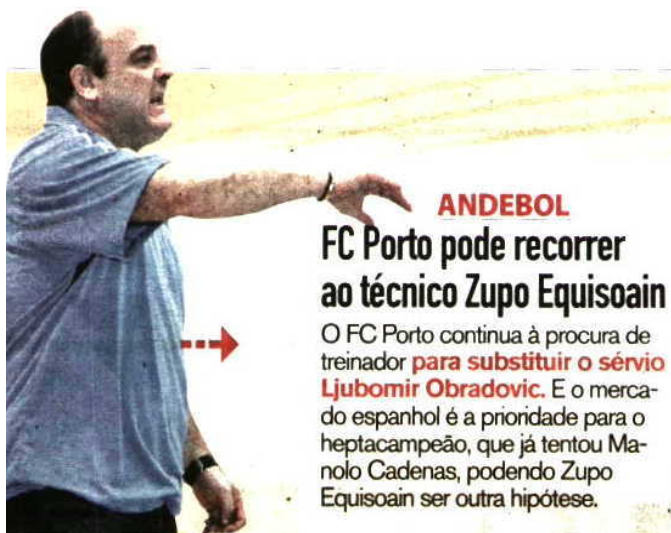 ANDEBOL
FC Porto pode recorrer
ao técnico Zupo Equisoain
O FC Porto continua à procura de
treinador para substituir o sérvio
Ljubomir Obradovic. E o merca-
do espanhol é a prioridade para o
heptacampeão, que já tentou Ma-
nolo Cadenas, podendo Zupo
Equisoain ser outra hipótese.